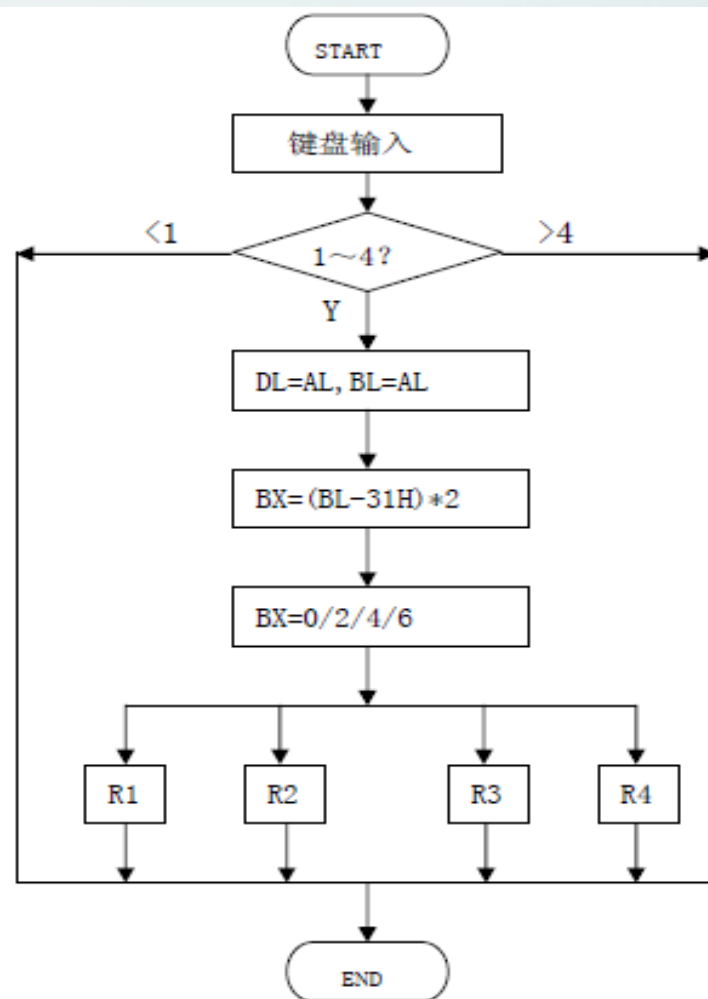 START
键盘输入
<1
1～4?
>4
Y
DL=AL,BL=AL
BX=(BL-31H)*2
BX=0/2/4/6
R1
R2
R3
R4
END